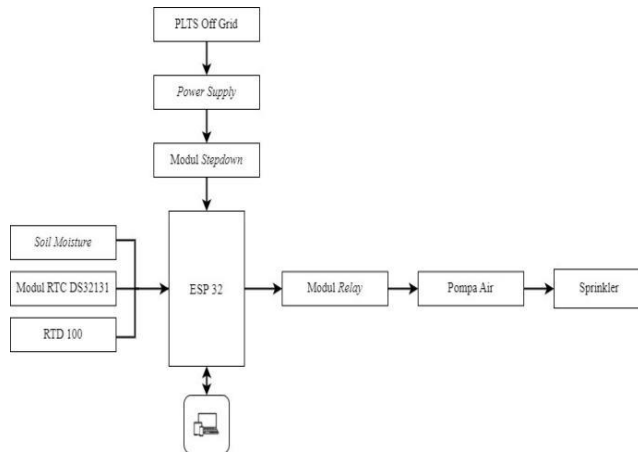 PLTS Off Grid
Power Supply
Modul Stepdown
Soil Moisture
Modul RTC DS32131
RTD 100
ESP 32
Modul Relay
Pompa Air
Sprinkler